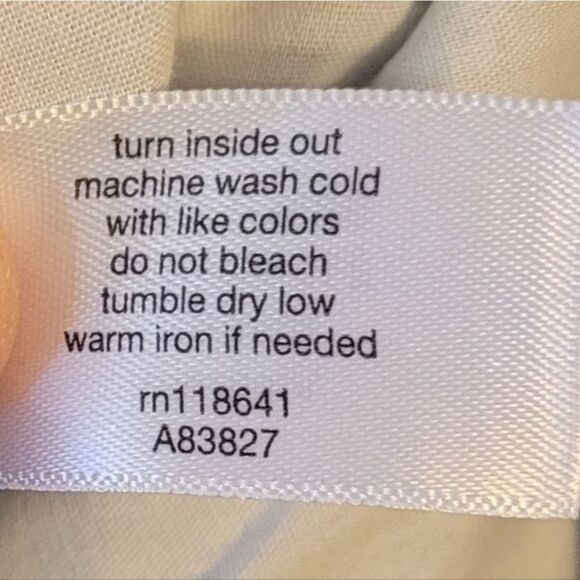 turn inside out
machine wash cold
with like colors
do not bleach
tumble dry low
warm iron if needed
rn118641
A83827